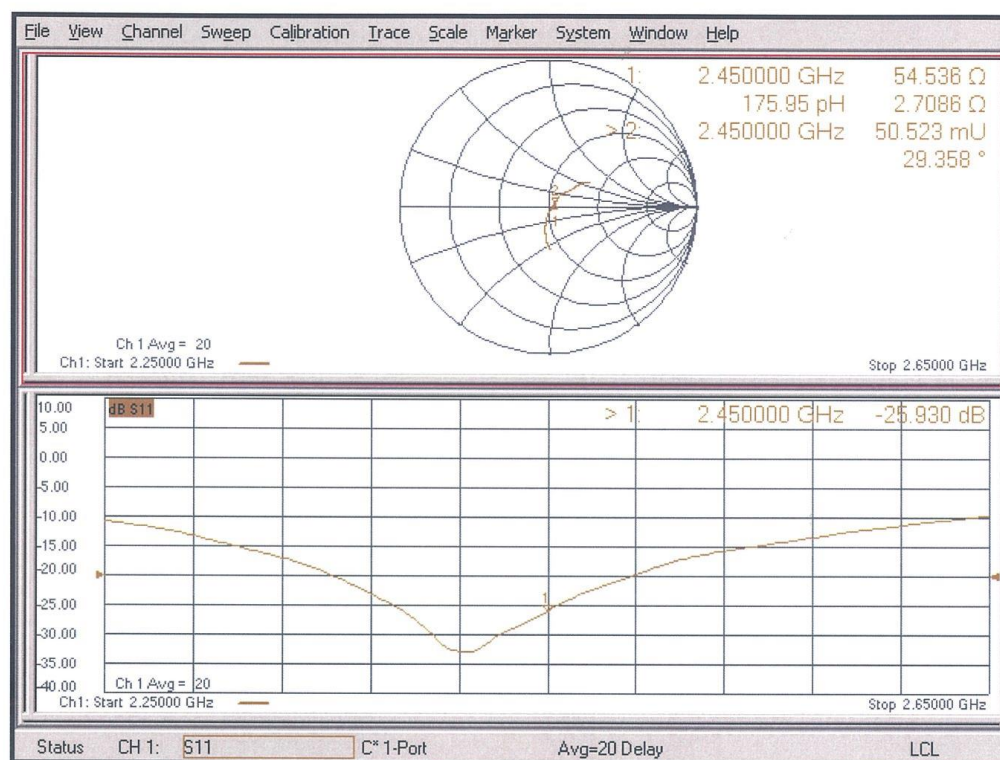 File View Channel Sweep Calibration Trace Scale Marker System Window Help
1: 2.450000 GHz 54.536 Ω
175.95 pH 2.7086 Ω
> 2: 2.450000 GHz 50.523 mU
29.358 °
2
1
Ch 1 Avg = 20
Ch1: Start 2.25000 GHz
Stop 2.65000 GHz
10.00
dB S11
> 1: 2.450000 GHz -25.930 dB
5.00
0.00
-5.00
-10.00
-15.00
-20.00
-25.00
1
-30.00
-35.00
-40.00
Ch 1 Avg = 20
Ch1: Start 2.25000 GHz
Stop 2.65000 GHz
Status CH 1: S11 C* 1-Port Avg=20 Delay LCL